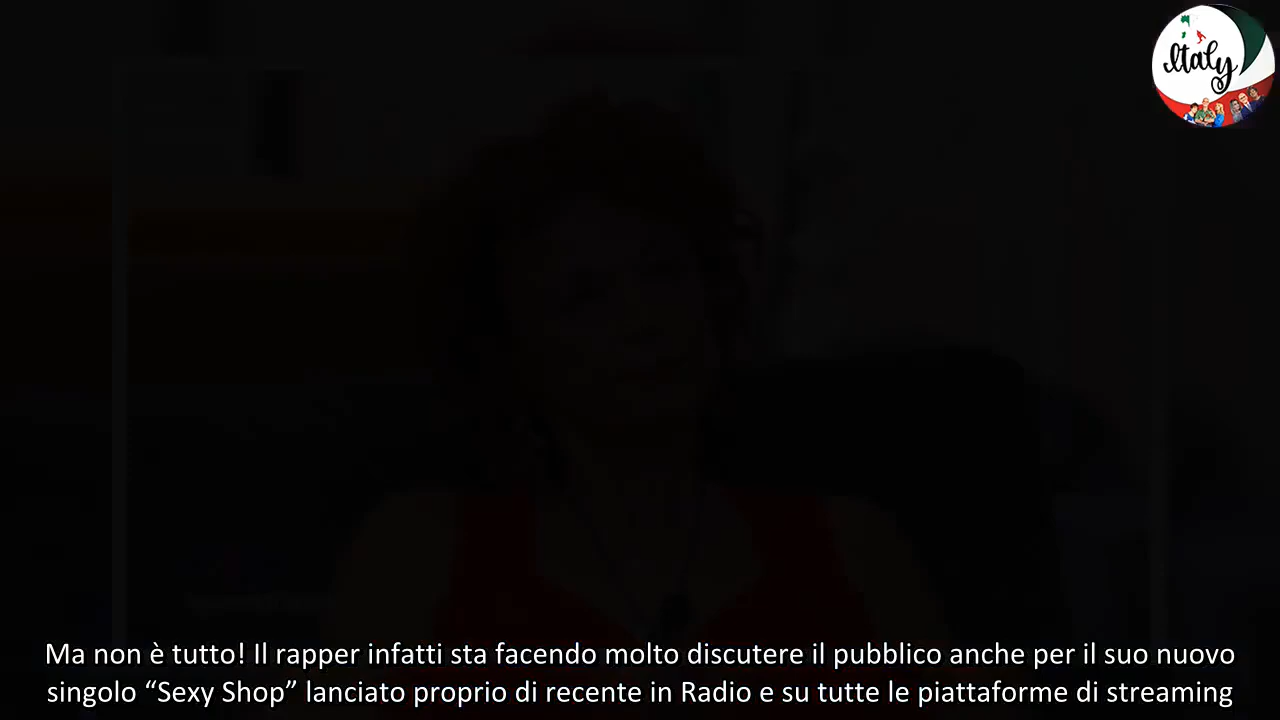 Italy
Ma non è tutto! Il rapper infatti sta facendo molto discutere il pubblico anche per il suo nuovo
singolo “Sexy Shop” lanciato proprio di recente in Radio e su tutte le piattaforme di streaming